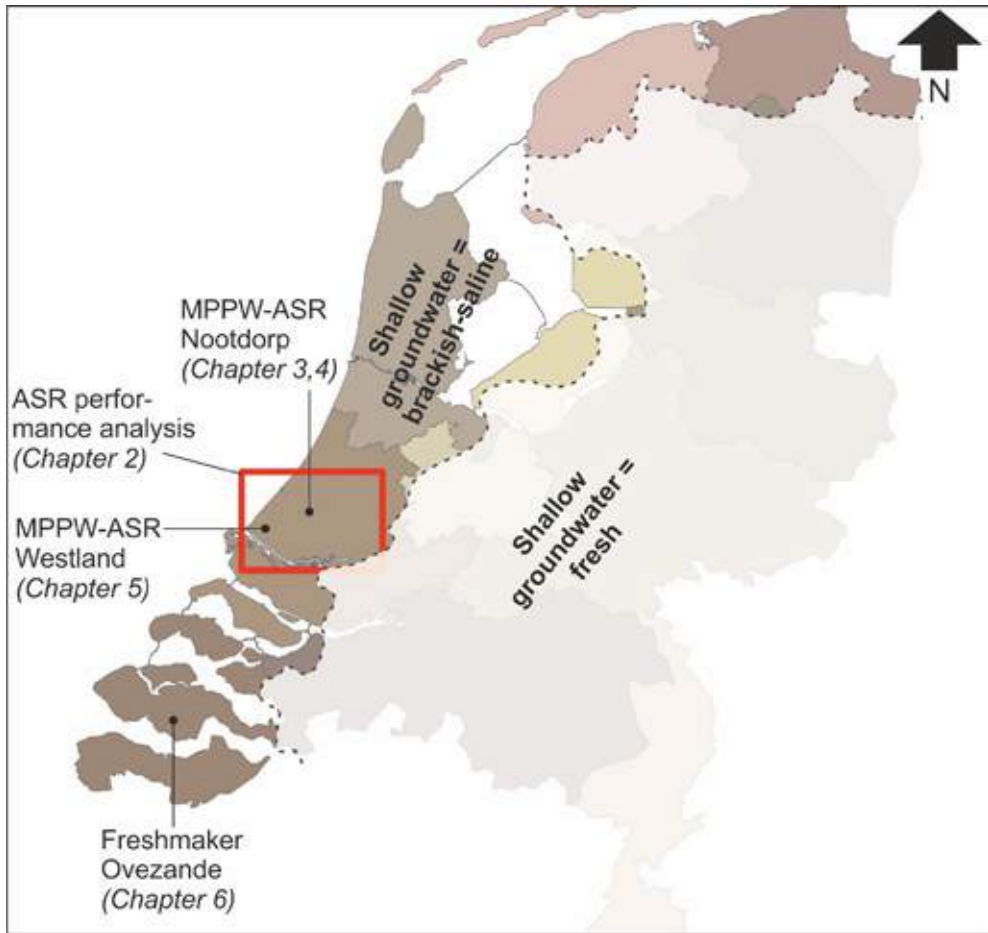 N
Shallow
groundwater =
brackish-saline
MPPW-ASR
Nootdorp
(Chapter 3,4)
ASR perfor-
mance analysis
(Chapter 2)
MPPW-ASR
Westland
(Chapter 5)
Shallow
groundwater =
fresh
Freshmaker
Ovezande
(Chapter 6)